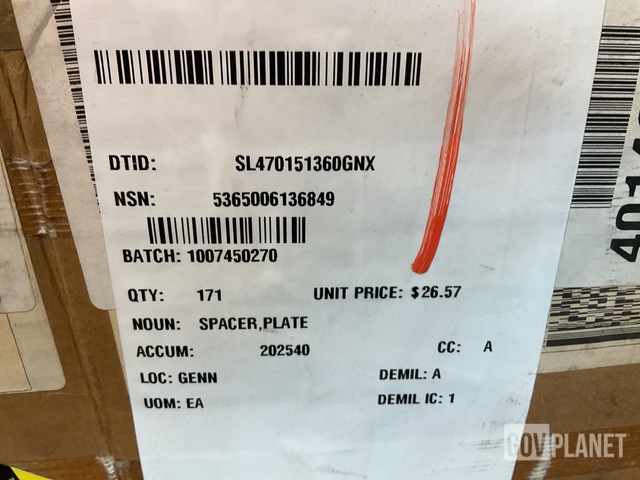 DTID: SL470151360GNX
NSN: 5365006136849
BATCH: 1007450270
QTY: 171 UNIT PRICE: $26.57
NOUN: SPACER,PLATE
ACCUM: 202540 CC: A
LOC: GENN DEMIL: A
UOM: EA DEMIL IC: 1
GOVPLANET